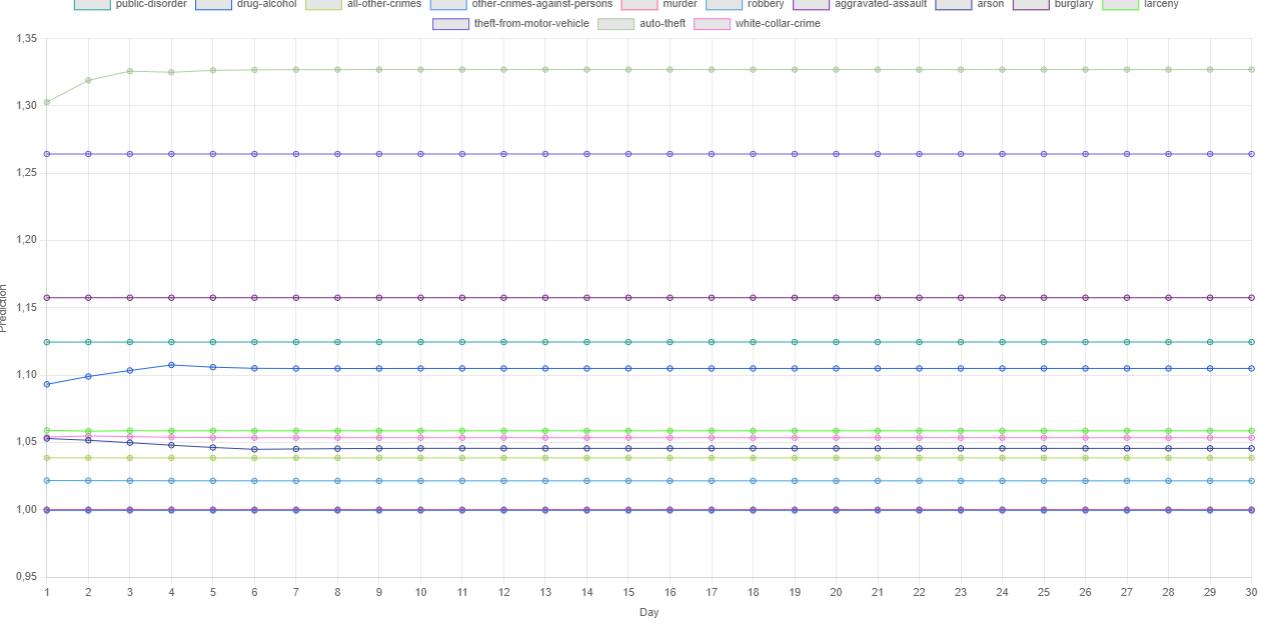 public-disorder drug-alcohol all-other-crimes other-crimes-against-persons murder robbery aggravated-assault arson burglary larceny
theft-from-motor-vehicle auto-theft white-collar-crime
1,35
1,30
1,25
1,20
1,15
1,10
1,05
1,00
0,95
Prediction
1 2 3 4 5 6 7 8 9 10 11 12 13 14 15 16 17 18 19 20 21 22 23 24 25 26 27 28 29 30
Day